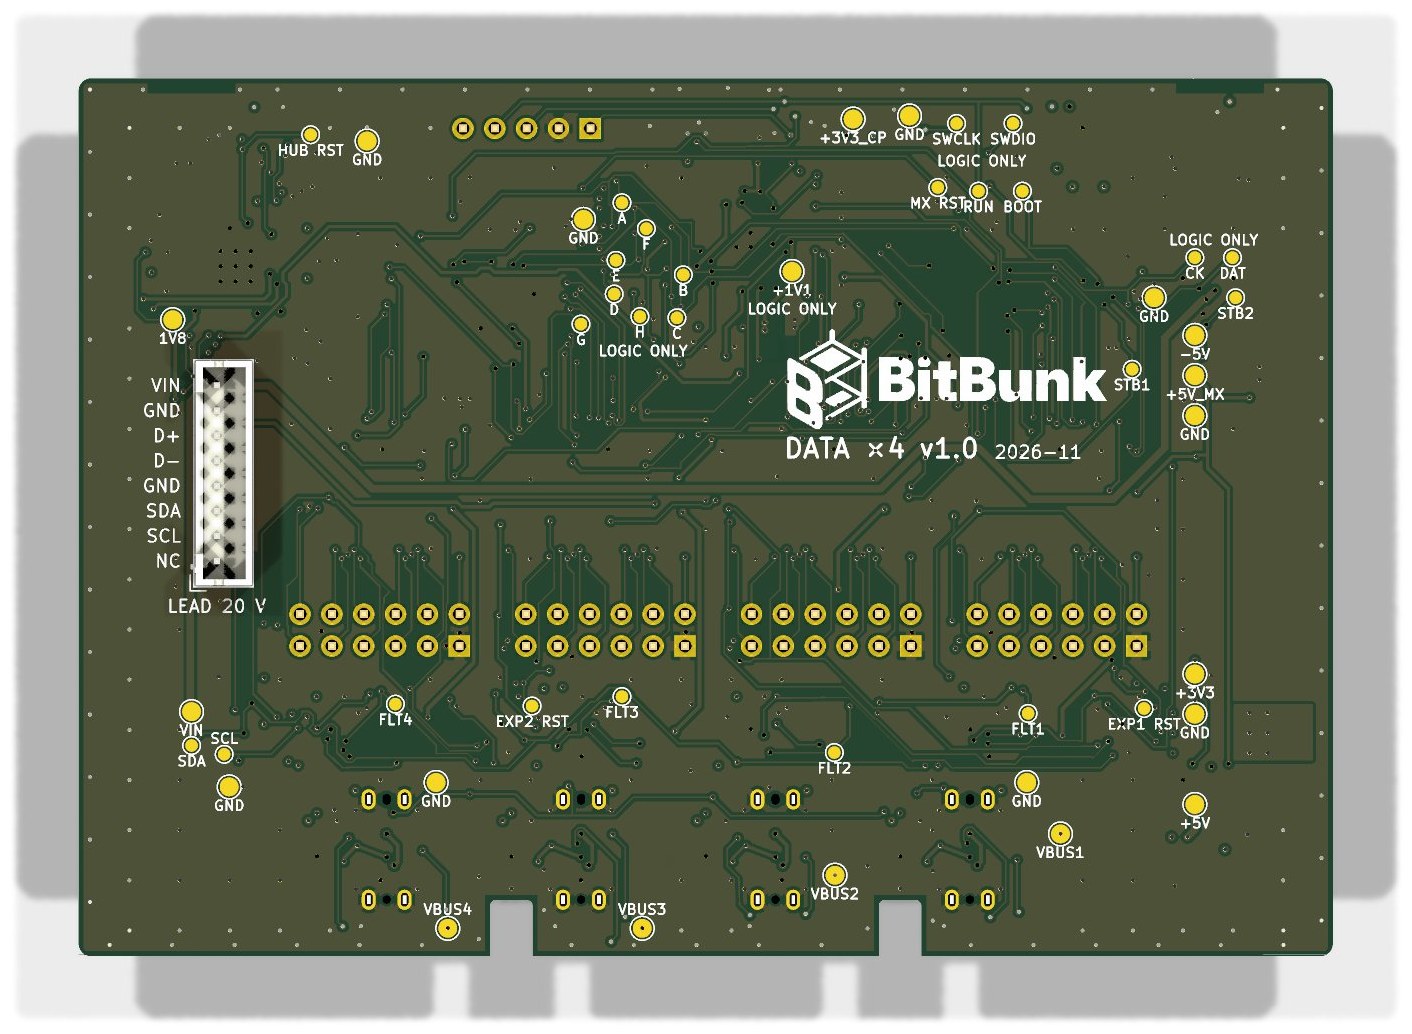 +3V3_CP
GND
SWCLK SWDIO
LOGIC ONLY
HUB RST
GND
MX RST
RUN BOOT
A
GND
F
E
B
D
H
C
G
LOGIC ONLY
+1V1
LOGIC ONLY
LOGIC ONLY
CK DAT
GND
STB2
-5V
STB1
+5V_MX
GND
1V8
BitBunk
DATA ×4 v1.0 2026-11
VIN
GND
D+
D-
GND
SDA
SCL
NC
LEAD 20 V
VIN
SCL
SDA
GND
FLT4
EXP2 RST
FLT3
FLT2
FLT1
EXP1 RST
+3V3
GND
GND
GND
+5V
VBUS1
VBUS2
VBUS4
VBUS3